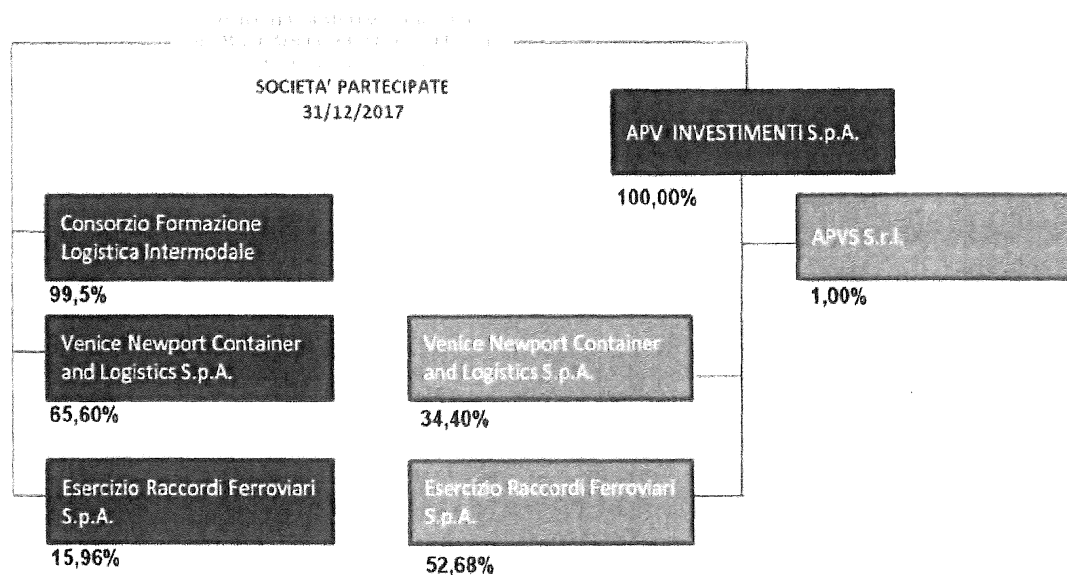 SOCIETA' PARTECIPATE
31/12/2017
APV INVESTIMENTI S.p.A.
100,00%
Consorzio Formazione
Logistica Intermodale
99,5%
APVS S.r.l.
1,00%
Venice Newport Container
and Logistics S.p.A.
65,60%
Venice Newport Container
and Logistics S.p.A.
34,40%
Esercizio Raccordi Ferroviari
S.p.A.
15,96%
Esercizio Raccordi Ferroviari
S.p.A.
52,68%